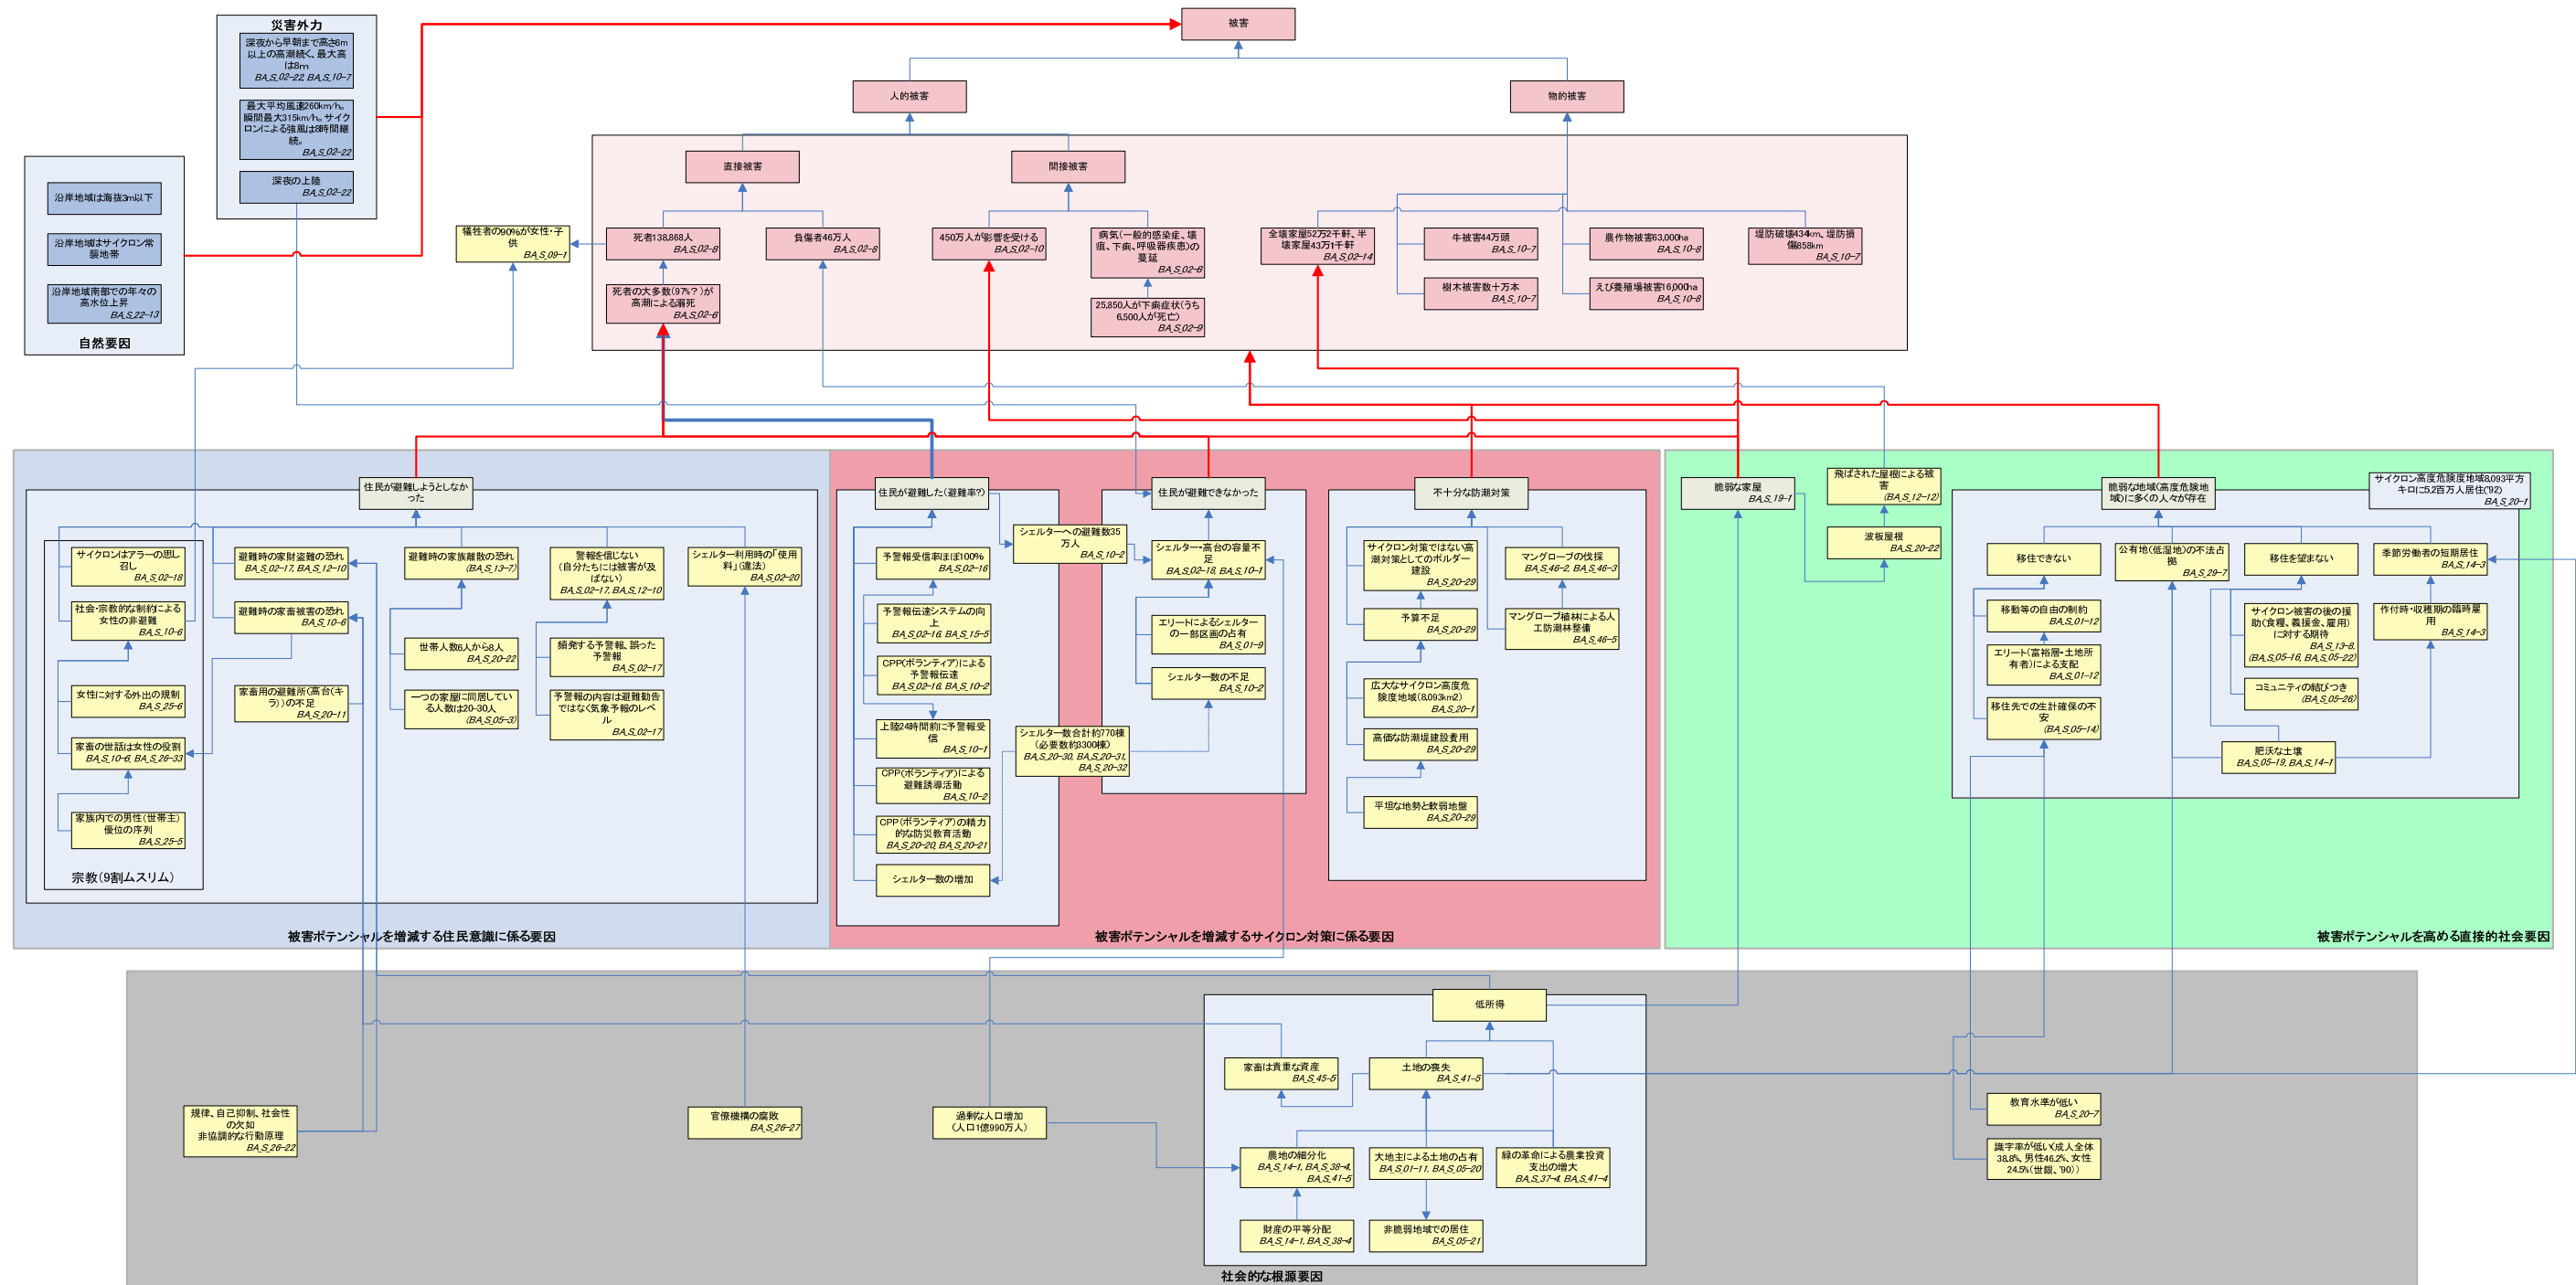 被害
災害外力
深夜から早朝まで高さ6m
以上の高潮続く、最大高
は8m
BA_S_02-22, BA_S_10-7
最大平均風速260km/h。
瞬間最大315km/h。サイク
ロンによる強風は8時間継
続。
BA_S_02-22
深夜の上陸
BA_S_02-22
人的被害
物的被害
沿岸地域は海抜3m以下
沿岸地域はサイクロン常
襲地帯
沿岸地域南部での年々の
高水位上昇
BA_S_22-13
自然要因
直接被害
間接被害
犠牲者の90%が女性・子
供
BA_S_09-1
死者138,868人
BA_S_02-8
負傷者46万人
BA_S_02-8
450万人が影響を受ける
BA_S_02-10
病気(一般的感染症、壊
疽、下痢、呼吸器疾患)の
蔓延
BA_S_02-8
全壊家屋52万2千軒、半
壊家屋43万1千軒
BA_S_02-14
牛被害44万頭
BA_S_10-7
農作物被害63,000ha
BA_S_10-8
堤防破壊434km、堤防損
傷858km
BA_S_10-7
死者の大多数(97%?)が
高潮による溺死
BA_S_02-6
25,850人が下痢症状(うち
6,500人が死亡)
BA_S_02-9
樹木被害数十万本
BA_S_10-7
えび養殖場被害16,000ha
BA_S_10-8
住民が避難しようとしなか
った
サイクロンはアラーの思し
召し
BA_S_02-18
社会・宗教的な制約による
女性の非避難
BA_S_10-6
女性に対する外出の規制
BA_S_25-6
家畜の世話は女性の役割
BA_S_10-6, BA_S_26-33
家族内での男性(世帯主)
優位の序列
BA_S_25-5
宗教(9割ムスリム)
避難時の家財盗難の恐れ
BA_S_02-17, BA_S_12-10
避難時の家畜被害の恐れ
BA_S_10-6
家畜用の避難所(高台(キ
ラ))の不足
BA_S_20-11
避難時の家族離散の恐れ
(BA_S_13-7)
世帯人数6人から8人
BA_S_20-22
一つの家屋に同居してい
る人数は20-30人
(BA_S_05-3)
警報を信じない
(自分たちには被害が及
ばない)
BA_S_02-17, BA_S_12-10
頻発する予警報、誤った
予警報
BA_S_02-17
予警報の内容は避難勧告
ではなく気象予報のレベ
ル
BA_S_02-17
シェルター利用時の「使用
料」(違法)
BA_S_02-20
被害ポテンシャルを増減する住民意識に係る要因
住民が避難した(避難率?)
予警報受信率ほぼ100%
BA_S_02-16
予警報伝達システムの向
上
BA_S_02-16, BA_S_15-5
CPP(ボランティア)による
予警報伝達
BA_S_02-16, BA_S_10-2
上陸24時間前に予警報受
信
BA_S_10-1
CPP(ボランティア)による
避難誘導活動
BA_S_10-2
CPP(ボランティア)の精力
的な防災教育活動
BA_S_20-20, BA_S_20-21
シェルター数の増加
シェルターへの避難数35
万人
BA_S_10-2
シェルター数合計約770棟
(必要数約3300棟)
BA_S_20-30, BA_S_20-31,
BA_S_20-32
住民が避難できなかった
シェルター・高台の容量不
足
BA_S_02-18, BA_S_10-1
エリートによるシェルター
の一部区画の占有
BA_S_01-9
シェルター数の不足
BA_S_10-2
不十分な防潮対策
サイクロン対策ではない高
潮対策としてのポルダー
建設
BA_S_20-29
予算不足
BA_S_20-29
広大なサイクロン高度危
険度地域(8,093km2)
BA_S_20-1
高価な防潮堤建設費用
BA_S_20-29
平坦な地勢と軟弱地盤
BA_S_20-29
マングローブの伐採
BA_S_46-2, BA_S_46-3
マングローブ植林による人
工防潮林整備
BA_S_46-5
被害ポテンシャルを増減するサイクロン対策に係る要因
脆弱な家屋
BA_S_19-1
飛ばされた屋根による被
害
(BA_S_12-12)
波板屋根
BA_S_20-22
脆弱な地域(高度危険地
域)に多くの人々が存在
サイクロン高度危険度地域8,093平方
キロに5.2百万人居住('92)
BA_S_20-1
移住できない
移動等の自由の制約
BA_S_01-12
エリート(富裕層・土地所
有者)による支配
BA_S_01-12
移住先での生計確保の不
安
(BA_S_05-14)
公有地(低湿地)の不法占
拠
BA_S_29-7
移住を望まない
サイクロン被害の後の援
助(食糧、義援金、雇用)
に対する期待
BA_S_13-8,
(BA_S_05-16, BA_S_05-22)
コミュニティの結びつき
(BA_S_05-26)
肥沃な土壌
BA_S_05-19, BA_S_14-1
季節労働者の短期居住
BA_S_14-3
作付時・収穫期の臨時雇
用
BA_S_14-3
被害ポテンシャルを高める直接的社会要因
低所得
家畜は貴重な資産
BA_S_45-5
土地の喪失
BA_S_41-5
規律、自己抑制、社会性
の欠如
非協調的な行動原理
BA_S_26-22
官僚機構の腐敗
BA_S_26-27
過剰な人口増加
(人口1億990万人)
農地の細分化
BA_S_14-1, BA_S_38-4,
BA_S_41-5
大地主による土地の占有
BA_S_01-11, BA_S_05-20
緑の革命による農業投資
支出の増大
BA_S_37-4, BA_S_41-4
財産の平等分配
BA_S_14-1, BA_S_38-4
非脆弱地域での居住
BA_S_05-21
教育水準が低い
BA_S_20-7
識字率が低い(成人全体
38.8%、男性46.2%、女性
24.5%(世銀、'90))
社会的な根源要因